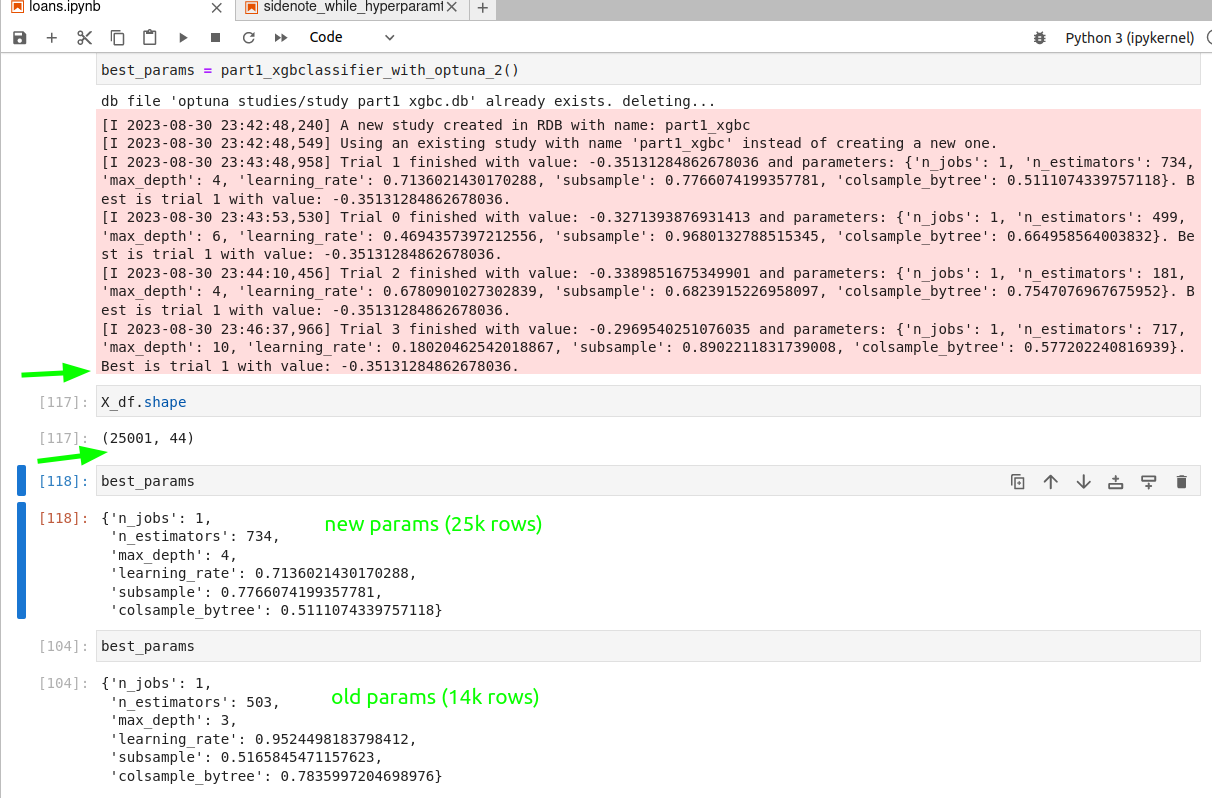 loans.ipynb
sidenote_while_hyperparamt
Code
Python 3 (ipykernel)
best_params = part1_xgbclassifier_with_optuna_2()
db file 'optuna studies/study part1 xgbc.db' already exists. deleting...
[I 2023-08-30 23:42:48,240] A new study created in RDB with name: part1_xgbc
[I 2023-08-30 23:42:48,549] Using an existing study with name 'part1_xgbc' instead of creating a new one.
[I 2023-08-30 23:43:48,958] Trial 1 finished with value: -0.35131284862678036 and parameters: {'n_jobs': 1, 'n_estimators': 734,
'max_depth': 4, 'learning_rate': 0.7136021430170288, 'subsample': 0.7766074199357781, 'colsample_bytree': 0.5111074339757118}. B
est is trial 1 with value: -0.35131284862678036.
[I 2023-08-30 23:43:53,530] Trial 0 finished with value: -0.3271393876931413 and parameters: {'n_jobs': 1, 'n_estimators': 499,
'max_depth': 6, 'learning_rate': 0.4694357397212556, 'subsample': 0.9680132788515345, 'colsample_bytree': 0.664958564003832}. Be
st is trial 1 with value: -0.35131284862678036.
[I 2023-08-30 23:44:10,456] Trial 2 finished with value: -0.3389851675349901 and parameters: {'n_jobs': 1, 'n_estimators': 181,
'max_depth': 4, 'learning_rate': 0.6780901027302839, 'subsample': 0.6823915226958097, 'colsample_bytree': 0.7547076967675952}. B
est is trial 1 with value: -0.35131284862678036.
[I 2023-08-30 23:46:37,966] Trial 3 finished with value: -0.2969540251076035 and parameters: {'n_jobs': 1, 'n_estimators': 717,
'max_depth': 10, 'learning_rate': 0.18020462542018867, 'subsample': 0.8902211831739008, 'colsample_bytree': 0.577202240816939}.
Best is trial 1 with value: -0.35131284862678036.
[117]: X_df.shape
[117]: (25001, 44)
[118]: best_params
[118]: {'n_jobs': 1,
new params (25k rows)
'n_estimators': 734,
'max_depth': 4,
'learning_rate': 0.7136021430170288,
'subsample': 0.7766074199357781,
'colsample_bytree': 0.5111074339757118}
[104]: best_params
[104]: {'n_jobs': 1,
old params (14k rows)
'n_estimators': 503,
'max_depth': 3,
'learning_rate': 0.9524498183798412,
'subsample': 0.5165845471157623,
'colsample_bytree': 0.7835997204698976}